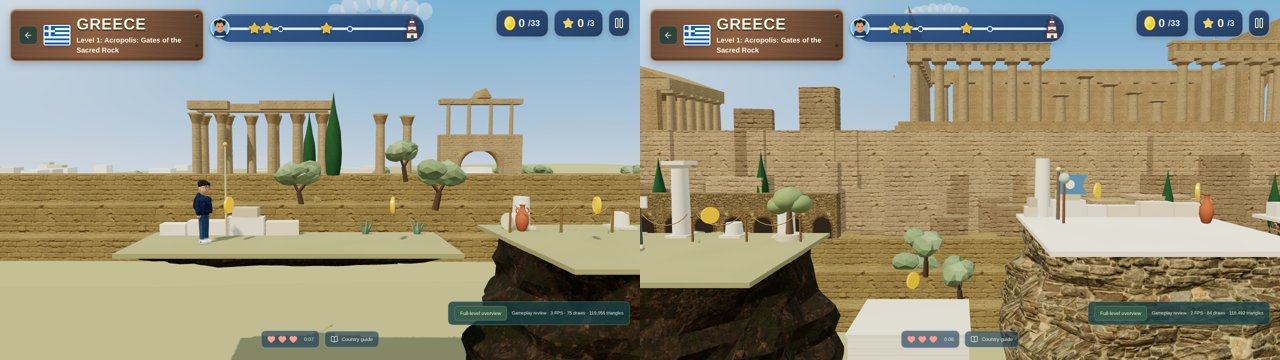 GREECE
Level 1: Acropolis: Gates of the
Sacred Rock
0 /33
0 /3
Full-level overview
Gameplay review · 3 FPS · 75 draws · 119,956 triangles
0:07
Country guide
GREECE
Level 1: Acropolis: Gates of the
Sacred Rock
0 /33
0 /3
Full-level overview
Gameplay review · 2 FPS · 84 draws · 118,492 triangles
0:08
Country guide